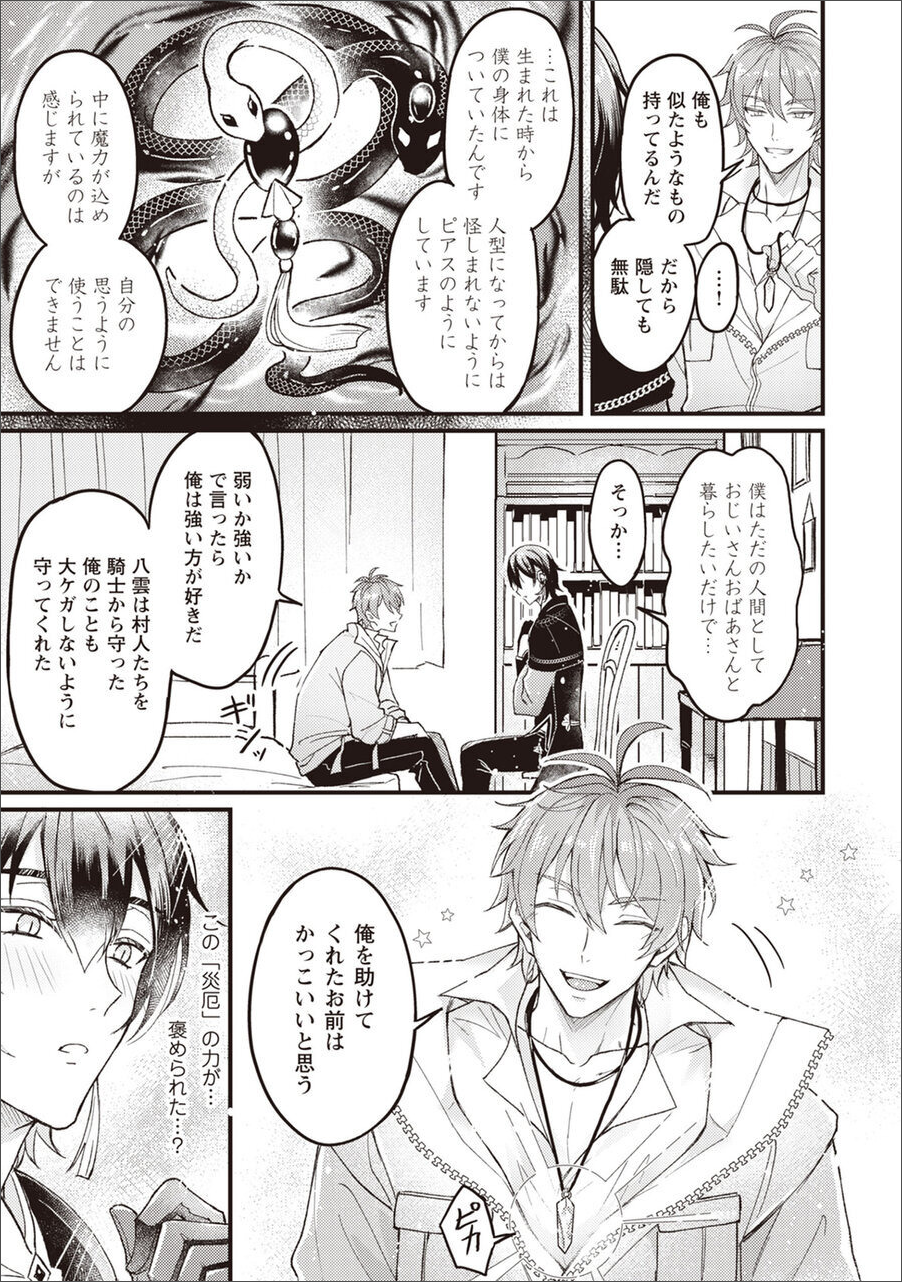 俺も
似たようなもの
持ってるんだ
だから
隠しても
無駄
…！
…これは
生まれた時から
僕の身体に
ついていたんです
人型になってからは
怪しまれないように
ピアスのように
しています
中に魔力が込め
られているのは
感じますが
自分の
思うように
使うことは
できません
僕はただの人間として
おじいさんおばあさんと
暮らしたいだけで…
そっか…
弱いか強いか
で言ったら
俺は強い方が好きだ
八雲は村人たちを
騎士から守った
俺のことも
大ケガしないように
守ってくれた
ギシッ
俺を助けて
くれたお前は
かっこいいと思う
ピカ
この「災厄」の力が…
褒められた…？